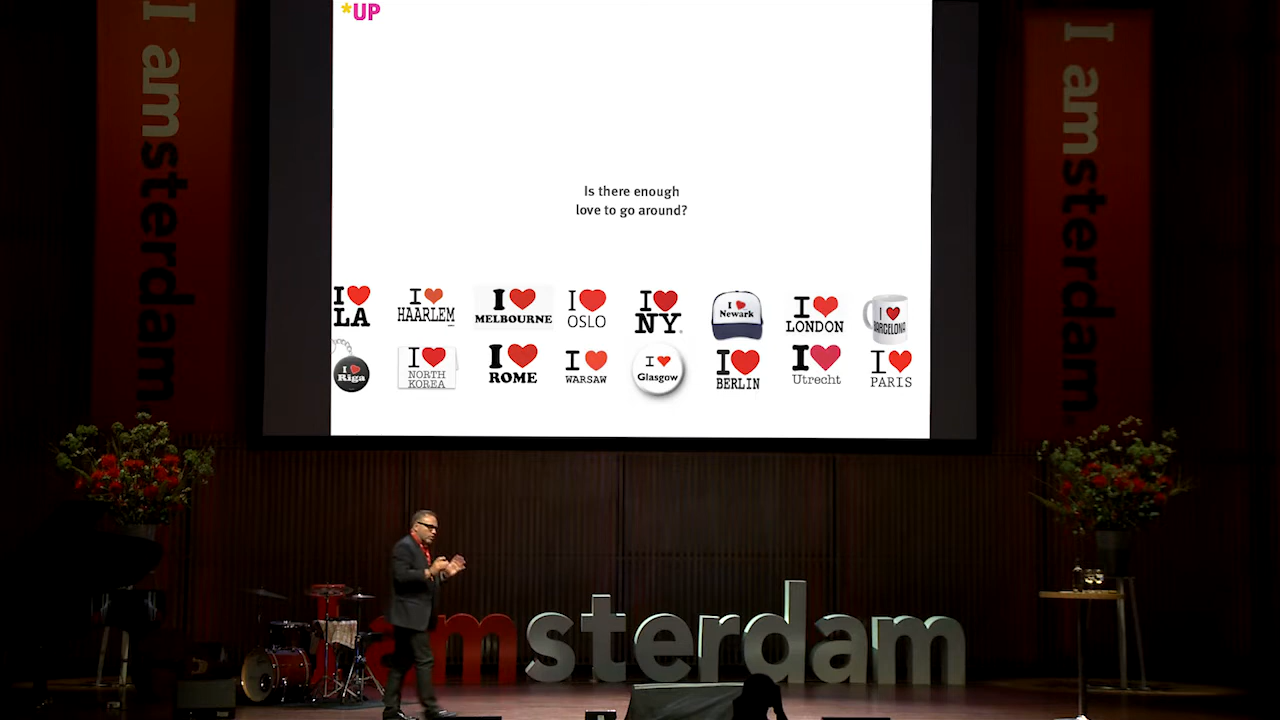 *UP
I amsterdam
I amsterdam.
Is there enough
love to go around?
I ❤ LA
I ❤ HAARLEM
I ❤ MELBOURNE
I ❤ OSLO
I ❤ NY
I ❤ Newark
I ❤ LONDON
I ❤ BARCELONA
I ❤ Riga
I ❤ NORTH KOREA
I ❤ ROME
I ❤ WARSAW
I ❤ Glasgow
I ❤ BERLIN
I ❤ Utrecht
I ❤ PARIS
I amsterdam